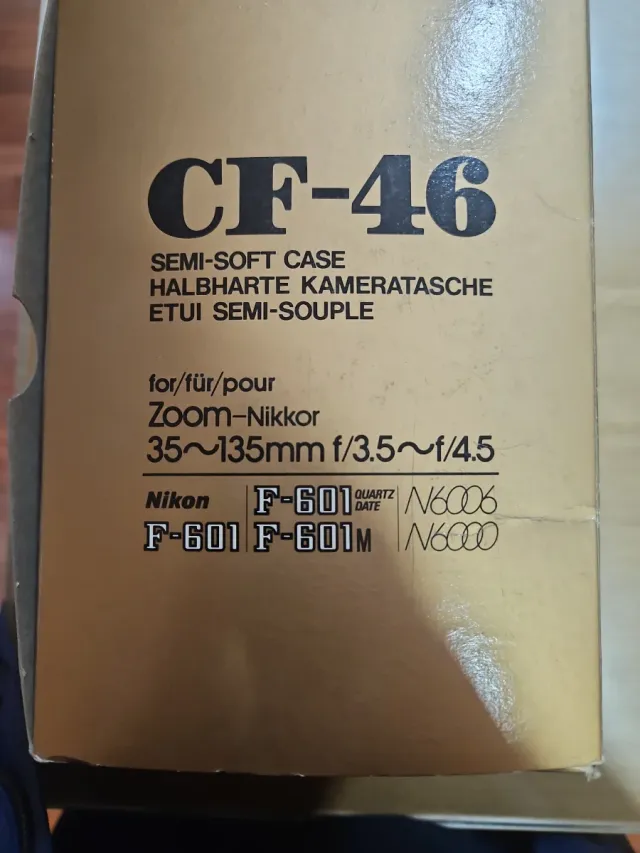 CF-46
SEMI-SOFT CASE
HALBHARTE KAMERATASCHE
ETUI SEMI-SOUPLE
for/für/pour
Zoom-Nikkor
35~135mm f/3.5~f/4.5
Nikon
F-601
F-601 QUARTZ DATE
F-601M
N6006
N6000